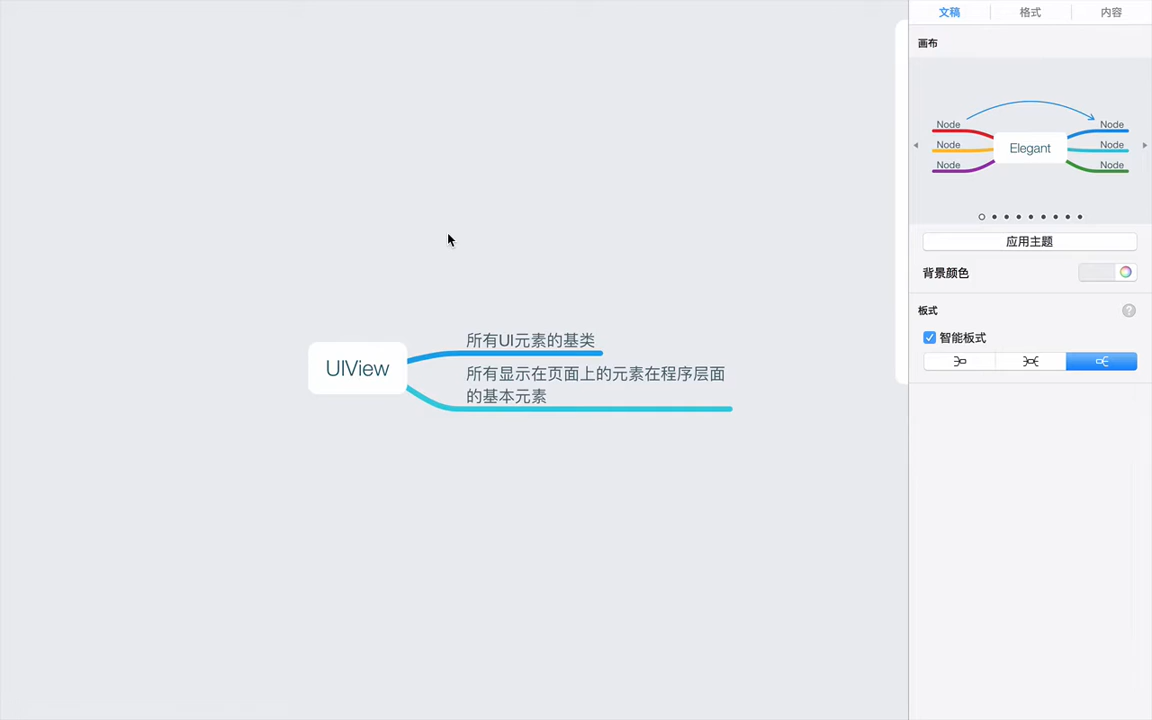 文稿
格式
内容
画布
Node
Node
Node
Elegant
Node
Node
Node
应用主题
背景颜色
板式
?
智能板式
UIView
所有UI元素的基类
所有显示在页面上的元素在程序层面
的基本元素